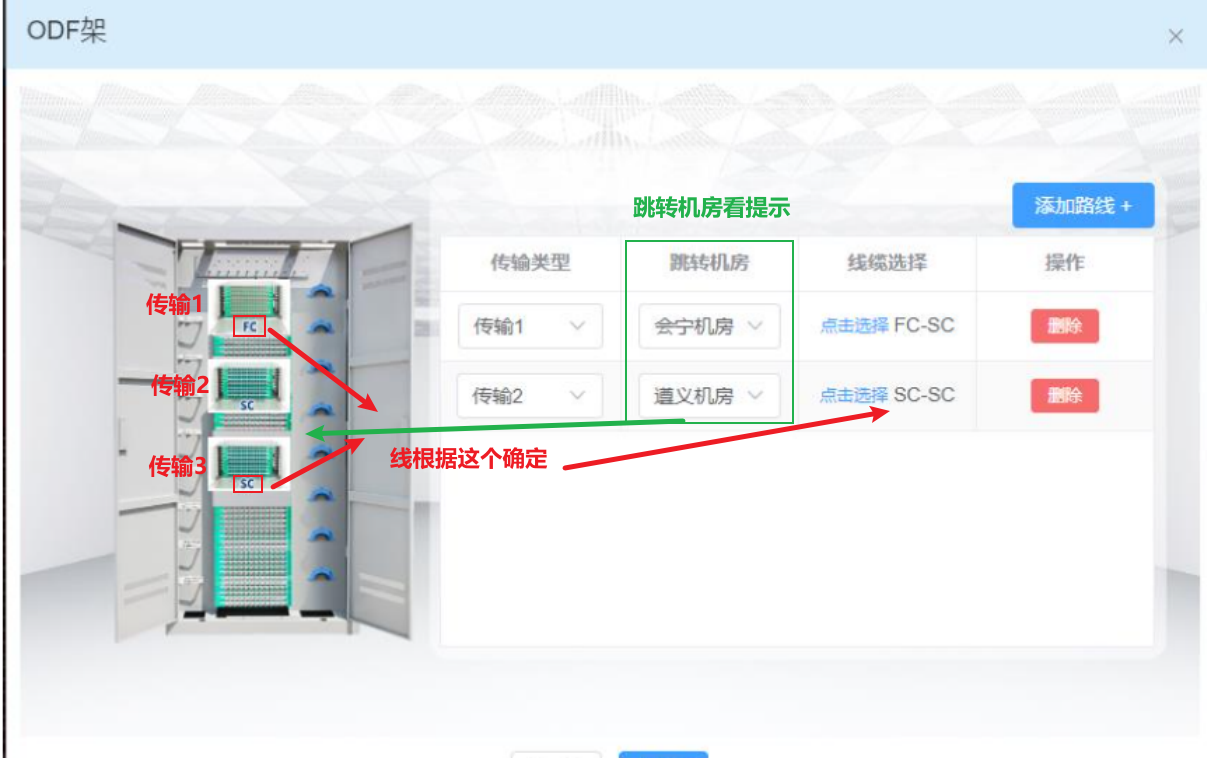 ODF架
×
跳转机房看提示
添加路线 +
传输类型 跳转机房 线缆选择 操作
传输1 会宁机房 点击选择 FC-SC 删除
传输2 遵义机房 点击选择 SC-SC 删除
传输1
FC
传输2
SC
传输3
SC
线根据这个确定